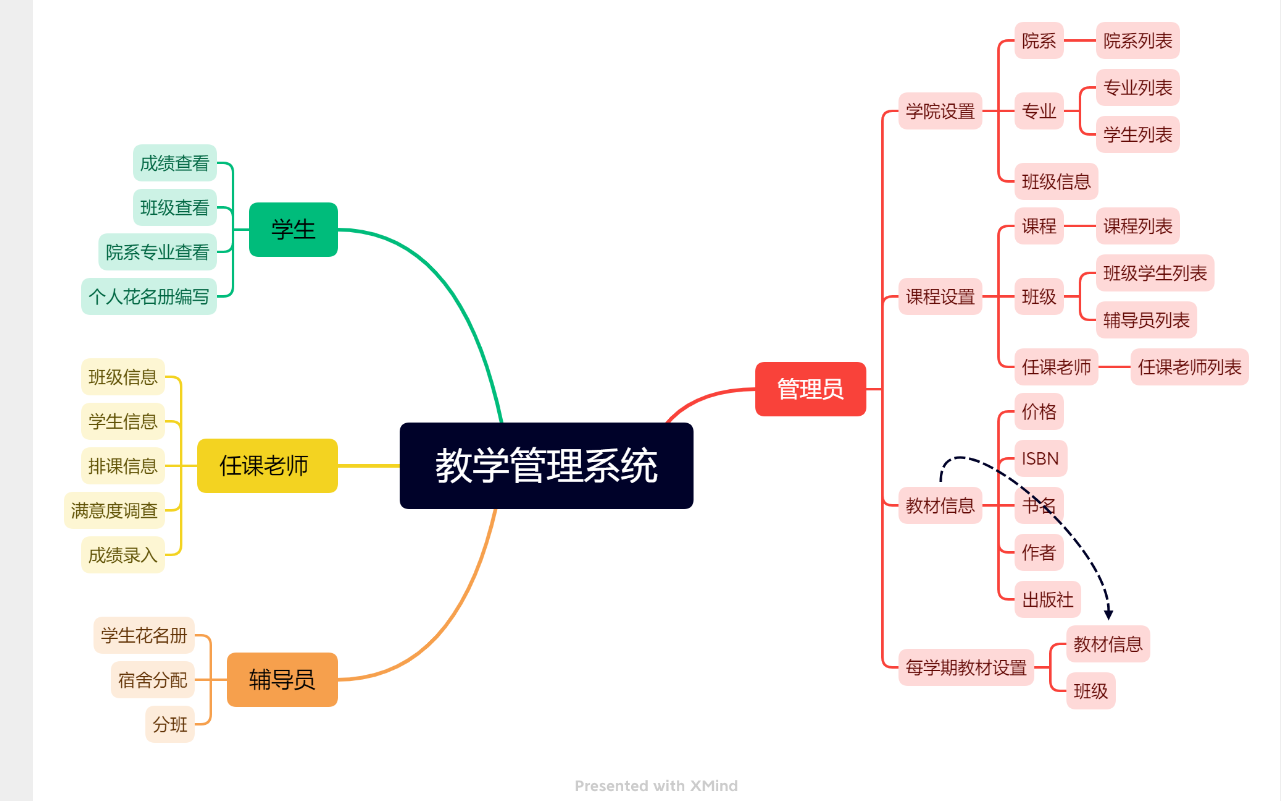 教学管理系统
学生
成绩查看
班级查看
院系专业查看
个人花名册编写
任课老师
班级信息
学生信息
排课信息
满意度调查
成绩录入
辅导员
学生花名册
宿舍分配
分班
管理员
学院设置
院系
院系列表
专业
专业列表
学生列表
班级信息
课程设置
课程
课程列表
班级
班级学生列表
辅导员列表
任课老师
任课老师列表
教材信息
价格
ISBN
书名
作者
出版社
每学期教材设置
教材信息
班级
Presented with XMind